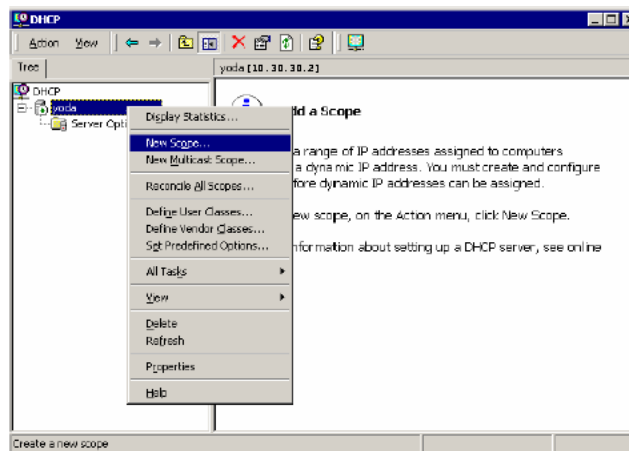 DHCP
Action View
Tree
yoda [10.30.30.2]
DHCP
yoda
Server Opti
Display Statistics...
New Scope...
New Multicast Scope...
Reconcile All Scopes...
Define User Classes...
Define Vendor Classes...
Set Predefined Options...
All Tasks
View
Delete
Refresh
Properties
Help
dd a Scope
a range of IP addresses assigned to computers
a dynamic IP address. You must create and configure
fore dynamic IP addresses can be assigned.
ew scope, on the Action menu, click New Scope.
nformation about setting up a DHCP server, see online
Create a new scope